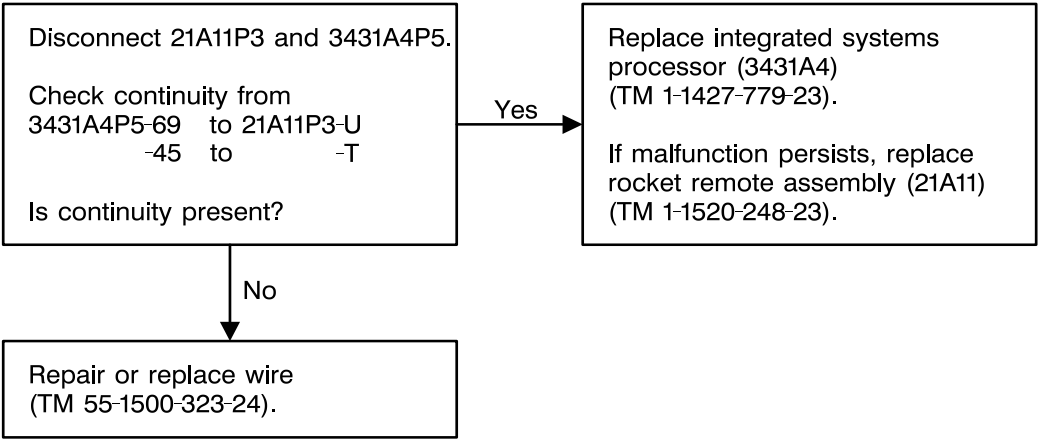 Disconnect 21A11P3 and 3431A4P5.
Check continuity from
3431A4P5-69 to 21A11P3-U
-45 to -T
Is continuity present?
Yes
Replace integrated systems
processor (3431A4)
(TM 1-1427-779-23).
If malfunction persists, replace
rocket remote assembly (21A11)
(TM 1-1520-248-23).
No
Repair or replace wire
(TM 55-1500-323-24).